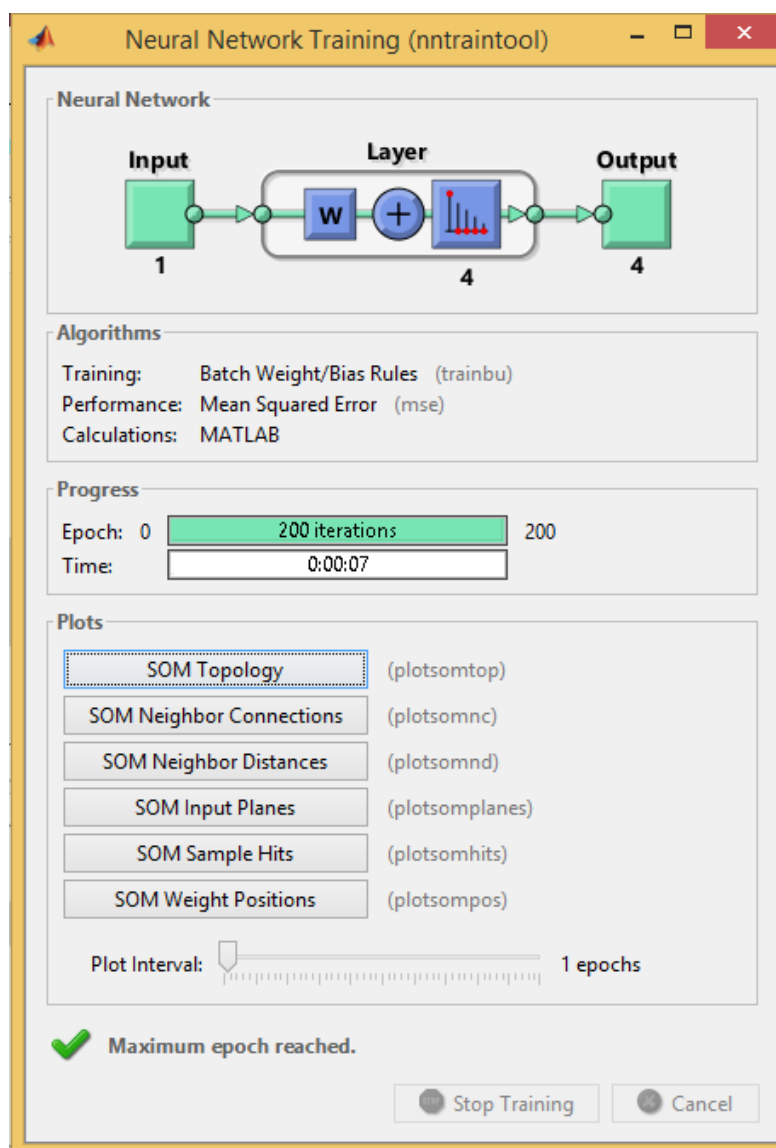 Neural Network Training (nntraintool)
Neural Network
Input
Layer
Output
W
+
1
4
4
Algorithms
Training: Batch Weight/Bias Rules (trainbu)
Performance: Mean Squared Error (mse)
Calculations: MATLAB
Progress
Epoch: 0 200 iterations 200
Time: 0:00:07
Plots
SOM Topology (plotsomtop)
SOM Neighbor Connections (plotsomnc)
SOM Neighbor Distances (plotsomnd)
SOM Input Planes (plotsomplanes)
SOM Sample Hits (plotsomhits)
SOM Weight Positions (plotsompos)
Plot Interval: 1 epochs
Maximum epoch reached.
Stop Training Cancel